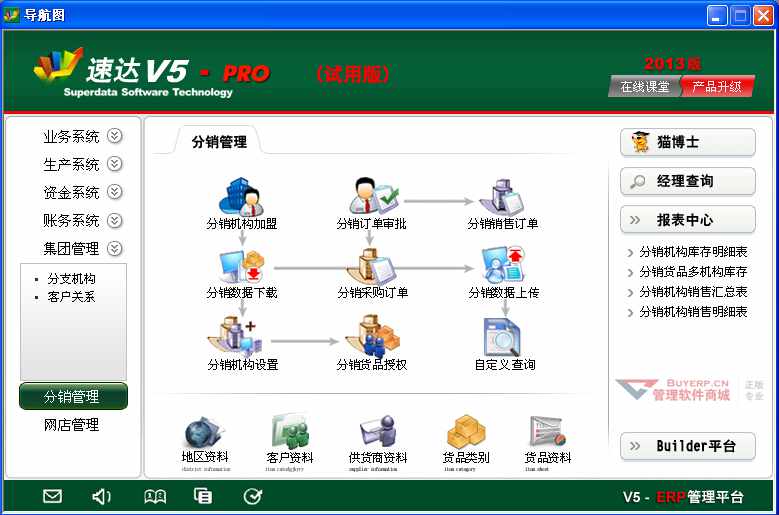 导航图
速达V5 - PRO (试用版)
Superdata Software Technology
2013版
在线课堂 产品升级
业务系统
生产系统
资金系统
账务系统
集团管理
分支机构
客户关系
分销管理
网店管理
分销管理
分销机构加盟 分销订单审批 分销销售订单
分销数据下载 分销采购订单 分销数据上传
分销机构设置 分销货品授权 自定义查询
地区资料 客户资料 供货商资料 货品类别 货品资料
district infomation supplier infomation item category item sheet
猫博士
经理查询
报表中心
分销机构库存明细表
分销货品多机构库存
分销机构销售汇总表
分销机构销售明细表
BUYERP.CN
管理软件商城
正版
专业
Builder平台
V5 - ERP管理平台